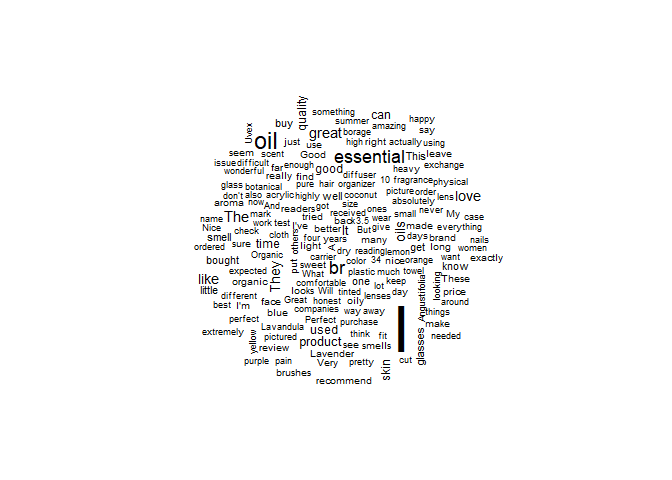 something
quality
summer can happy
Uvex buy amazing
great borage say
oil just use high right actually using
seem scent Good essential This leave
issue difficult enough good diffuser heavy exchange
wonderful far
really find pure hair organizer 10 fragrance physical
glass botanical picture order
don't also acrylic highly well coconut absolutely lens love
aroma now And readers got size
The mark received ones small never My case
name tried back 3.5 wear
Nice work test I've better It But give oils made everything
smell check cloth others four years many days brand nails
ordered sure time light A dry reading lemon get long women
Organic carrier want exactly
expected They put sweet br color 34 nice orange know
like organic What plastic much towel looking These
little comfortable one lot keep Angustifolia price
different looks Will tinted lenses day around
best I'm face Great honest oily things
blue companies way away
perfect Perfect purchase I make
extremely Lavandula used think fit glasses needed
yellow pictured product see smells
review Lavender cut
purple pain Very pretty skin
brushes recommend